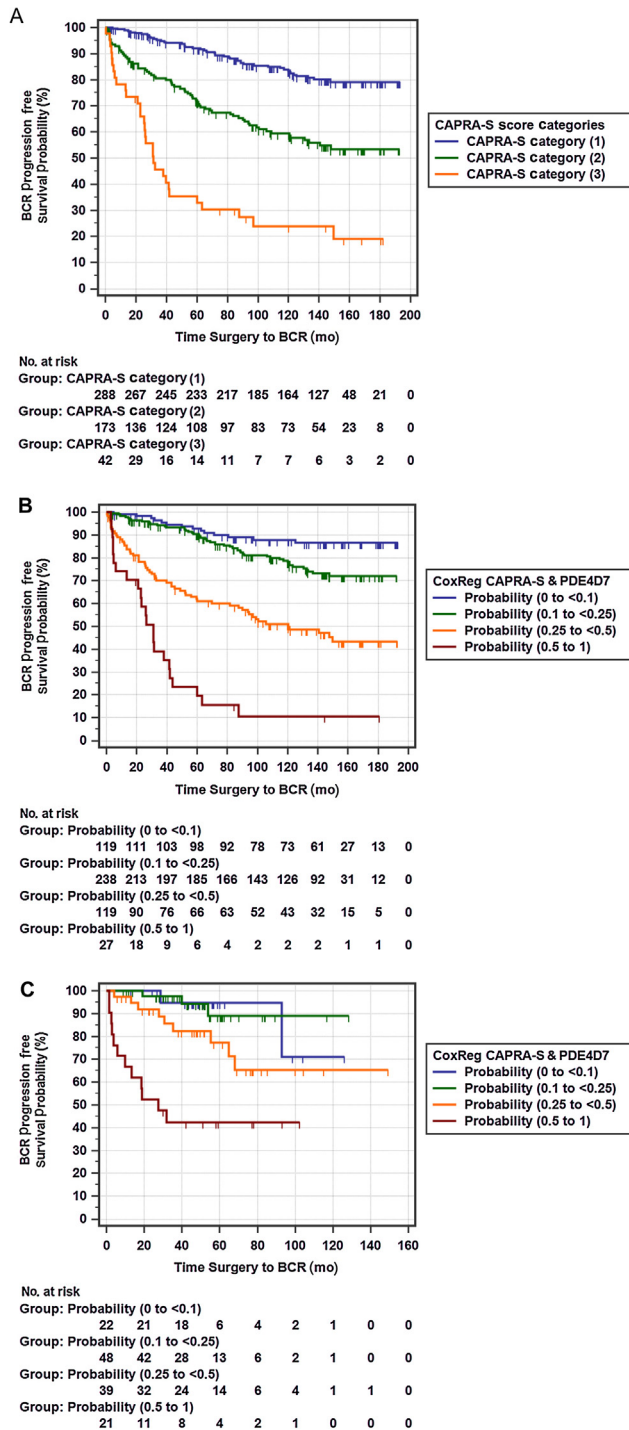 A
BCR progression free
survival probability (%)
100
90
80
70
60
50
40
30
20
10
0
0 20 40 60 80 100 120 140 160 180 200
Time Surgery to BCR (mo)
CAPRA-S score categories
CAPRA-S category (1)
CAPRA-S category (2)
CAPRA-S category (3)
No. at risk
Group: CAPRA-S category (1)
288 267 245 233 217 185 164 127 48 21 0
Group: CAPRA-S category (2)
173 136 124 108 97 83 73 54 23 8 0
Group: CAPRA-S category (3)
42 29 16 14 11 7 7 6 3 2 0
B
BCR progression free
survival probability (%)
100
90
80
70
60
50
40
30
20
10
0
0 20 40 60 80 100 120 140 160 180 200
Time Surgery to BCR (mo)
CoxReg CAPRA-S & PDE4D7
Probability (0 to <0.1)
Probability (0.1 to <0.25)
Probability (0.25 to <0.5)
Probability (0.5 to 1)
No. at risk
Group: Probability (0 to <0.1)
119 111 103 98 92 78 73 61 27 13 0
Group: Probability (0.1 to <0.25)
238 213 197 185 166 143 126 92 31 12 0
Group: Probability (0.25 to <0.5)
119 90 76 66 63 52 43 32 15 5 0
Group: Probability (0.5 to 1)
27 18 9 6 4 2 2 2 1 1 0
C
BCR Progression free
survival probability (%)
100
90
80
70
60
50
40
30
20
10
0
0 20 40 60 80 100 120 140 160
Time Surgery to BCR (mo)
CoxReg CAPRA-S & PDE4D7
Probability (0 to <0.1)
Probability (0.1 to <0.25)
Probability (0.25 to <0.5)
Probability (0.5 to 1)
No. at risk
Group: Probability (0 to <0.1)
22 21 18 6 4 2 1 0 0
Group: Probability (0.1 to <0.25)
48 42 28 13 6 2 1 0 0
Group: Probability (0.25 to <0.5)
39 32 24 14 6 4 1 1 0
Group: Probability (0.5 to 1)
21 11 8 4 2 1 0 0 0